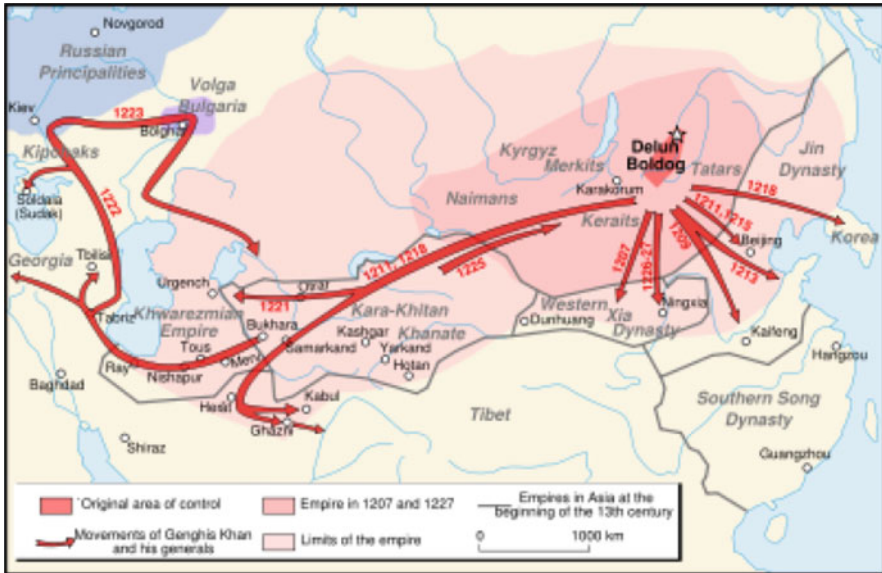 Novgorod
Russian
Principalities
Volga
Bulgaria
Kiev
1223
Bolghar
Kipchaks
Soldaia
(Sudak)
1222
Georgia
Tbilisi
Tabriz
Urgench
Khwarezmian
Empire
Otrar
1221
Bukhara
Samarkand
Tous
Merv
Ray
Nishapur
Baghdad
Shiraz
Herat
Kabul
Ghazni
Kara-Khitan
Khanate
Kashgar
Yarkand
Hotan
1211, 1218
1225
Naimans
Kyrgyz
Merkits
Karakorum
Keraits
Delun
Boldog
Tatars
Jin
Dynasty
1218
1211,1215
1209
1207
1226-27
1213
Beijing
Korea
Western
Xia
Dynasty
Dunhuang
Ningxia
Kaifeng
Hangzou
Tibet
Southern Song
Dynasty
Guangzhou
Original area of control
Empire in 1207 and 1227
Empires in Asia at the
beginning of the 13th century
Movements of Genghis Khan
and his generals
Limits of the empire
0 1000 km